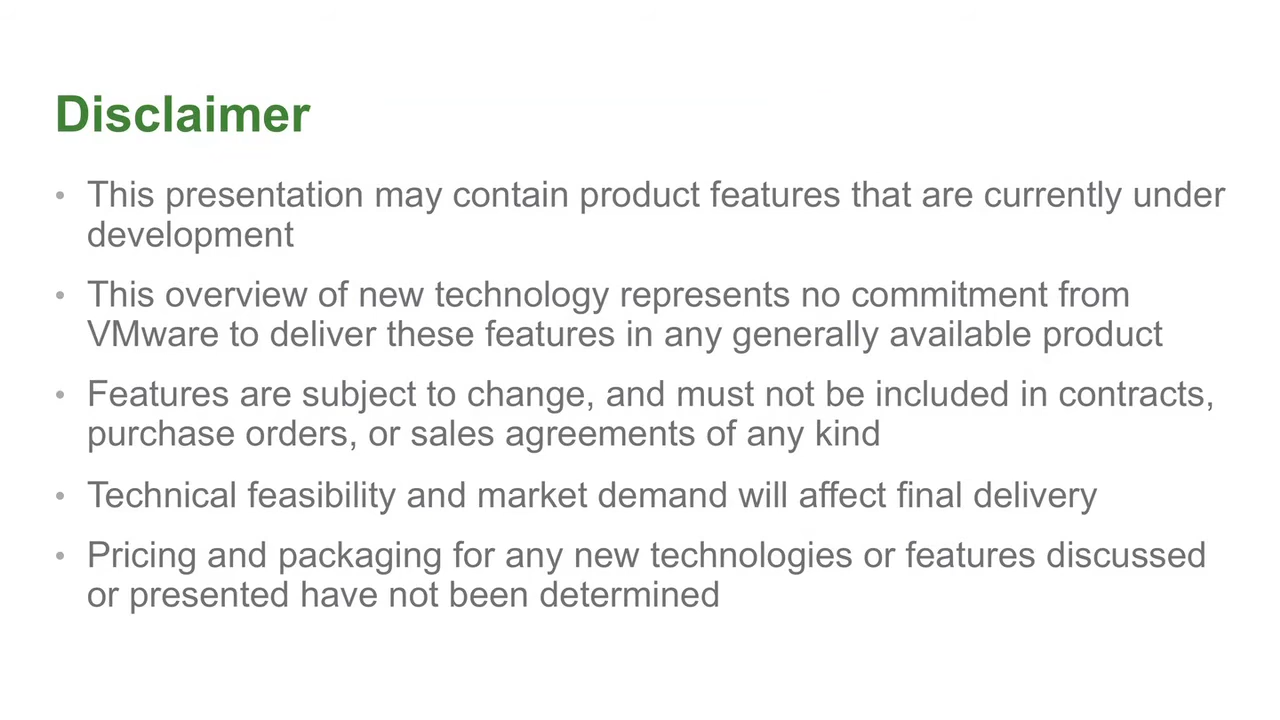 Disclaimer
• This presentation may contain product features that are currently under
development
• This overview of new technology represents no commitment from
VMware to deliver these features in any generally available product
• Features are subject to change, and must not be included in contracts,
purchase orders, or sales agreements of any kind
• Technical feasibility and market demand will affect final delivery
• Pricing and packaging for any new technologies or features discussed
or presented have not been determined